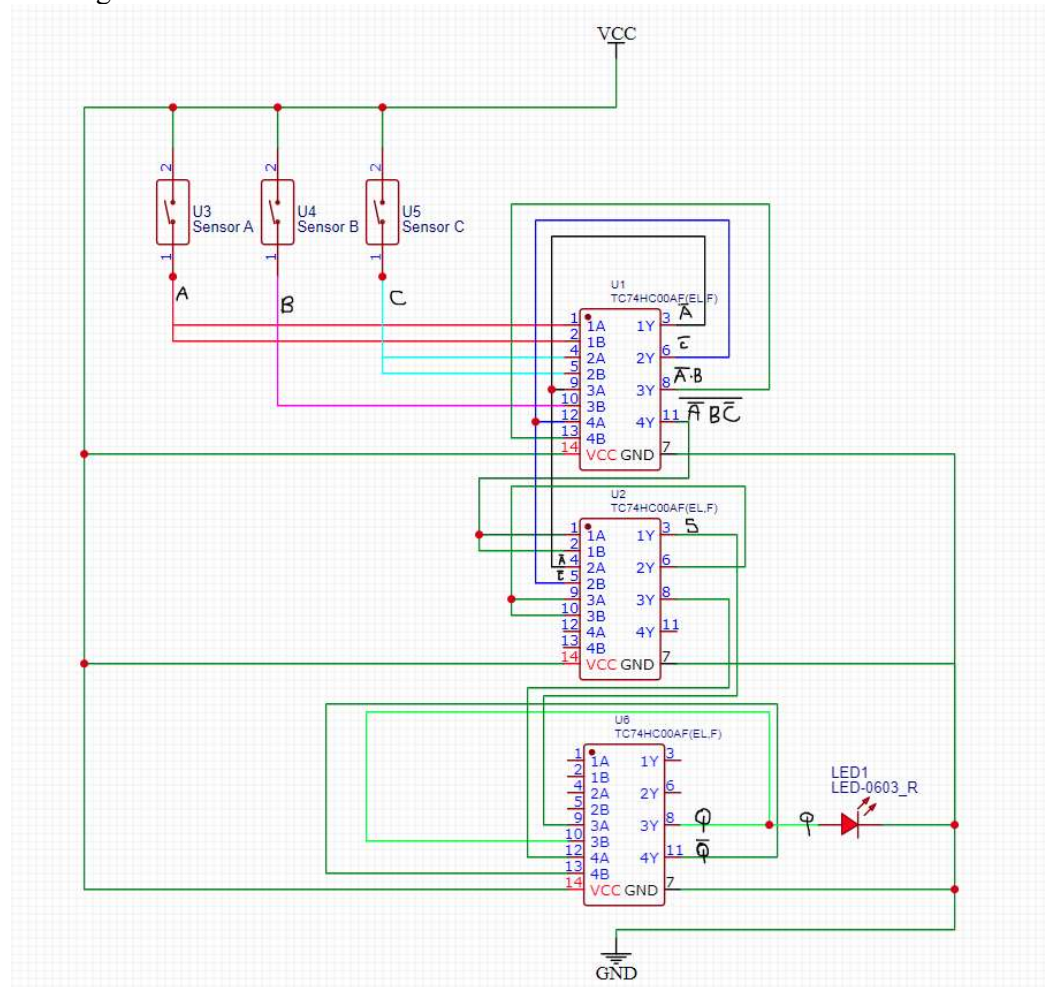 VCC
2 2 2
U3 U4 U5
Sensor A Sensor B Sensor C
1 1 1
A B C
U1
TC74HC00AF(EL,F)
1 1A 1Y 3 A̅
2 1B
4 2A 2Y 6 C̅
5 2B
9 3A 3Y 8 A̅·B
10 3B
12 4A 4Y 11 A̅BC̅
13 4B
14 VCC GND 7
U2
TC74HC00AF(EL,F)
1 1A 1Y 3 S
2 1B
A̅ 4 2A 2Y 6
C̅ 5 2B
9 3A 3Y 8
10 3B
12 4A 4Y 11
13 4B
14 VCC GND 7
U6
TC74HC00AF(EL,F)
1 1A 1Y 3
2 1B
4 2A 2Y 6
5 2B
9 3A 3Y 8 Q Q
10 3B
12 4A 4Y 11 Q̅
13 4B
14 VCC GND 7
LED1
LED-0603_R
GND